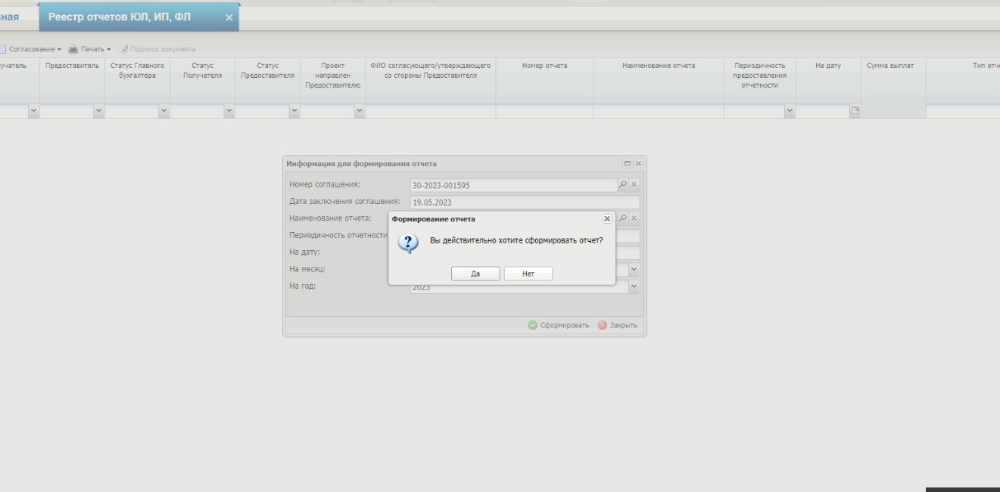 ная
Реестр отчетов ЮЛ, ИП, ФЛ
Согласование
Печать
Подписи документа
учатель
Предоставитель
Статус Главного
бухгалтера
Статус
Получателя
Статус
Предоставителя
Проект
направлен
Предоставителю
ФИО согласующего/утверждающего
со стороны Предоставителя
Номер отчета
Наименование отчета
Периодичность
предоставления
отчетности
На дату
Сумма выплат
Тип отче
Информация для формирования отчета
Номер соглашения:
30-2023-001595
Дата заключения соглашения:
19.05.2023
Наименование отчета:
Периодичность отчетности
На дату:
На месяц:
На год:
2023
Формирование отчета
Вы действительно хотите сформировать отчет?
Да
Нет
Сформировать
Закрыть